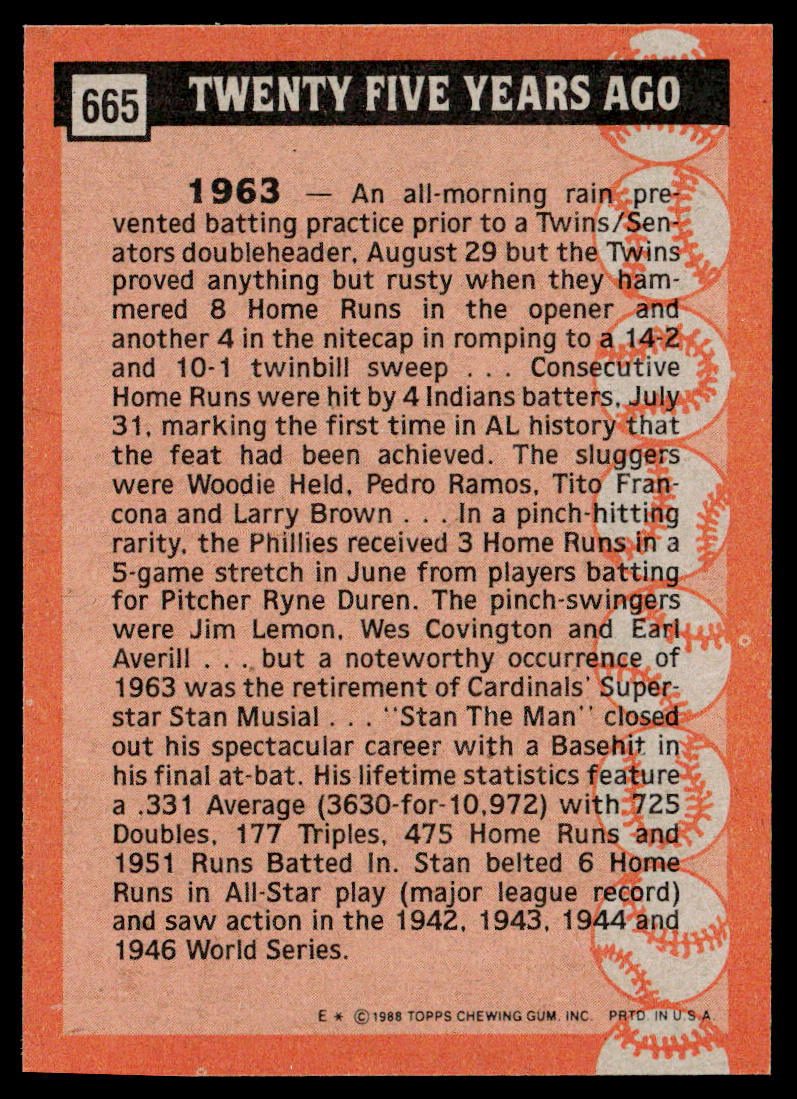 665 TWENTY FIVE YEARS AGO
1963 — An all-morning rain pre-
vented batting practice prior to a Twins/Sen-
ators doubleheader, August 29 but the Twins
proved anything but rusty when they ham-
mered 8 Home Runs in the opener and
another 4 in the nitecap in romping to a 14-2
and 10-1 twinbill sweep . . . Consecutive
Home Runs were hit by 4 Indians batters, July
31, marking the first time in AL history that
the feat had been achieved. The sluggers
were Woodie Held, Pedro Ramos, Tito Fran-
cona and Larry Brown . . . In a pinch-hitting
rarity, the Phillies received 3 Home Runs in a
5-game stretch in June from players batting
for Pitcher Ryne Duren. The pinch-swingers
were Jim Lemon, Wes Covington and Earl
Averill . . . but a noteworthy occurrence of
1963 was the retirement of Cardinals' Super-
star Stan Musial . . . "Stan The Man" closed
out his spectacular career with a Basehit in
his final at-bat. His lifetime statistics feature
a .331 Average (3630-for-10,972) with 725
Doubles, 177 Triples, 475 Home Runs and
1951 Runs Batted In. Stan belted 6 Home
Runs in All-Star play (major league record)
and saw action in the 1942, 1943, 1944 and
1946 World Series.
E * © 1988 TOPPS CHEWING GUM, INC. PRTD. IN U.S.A.